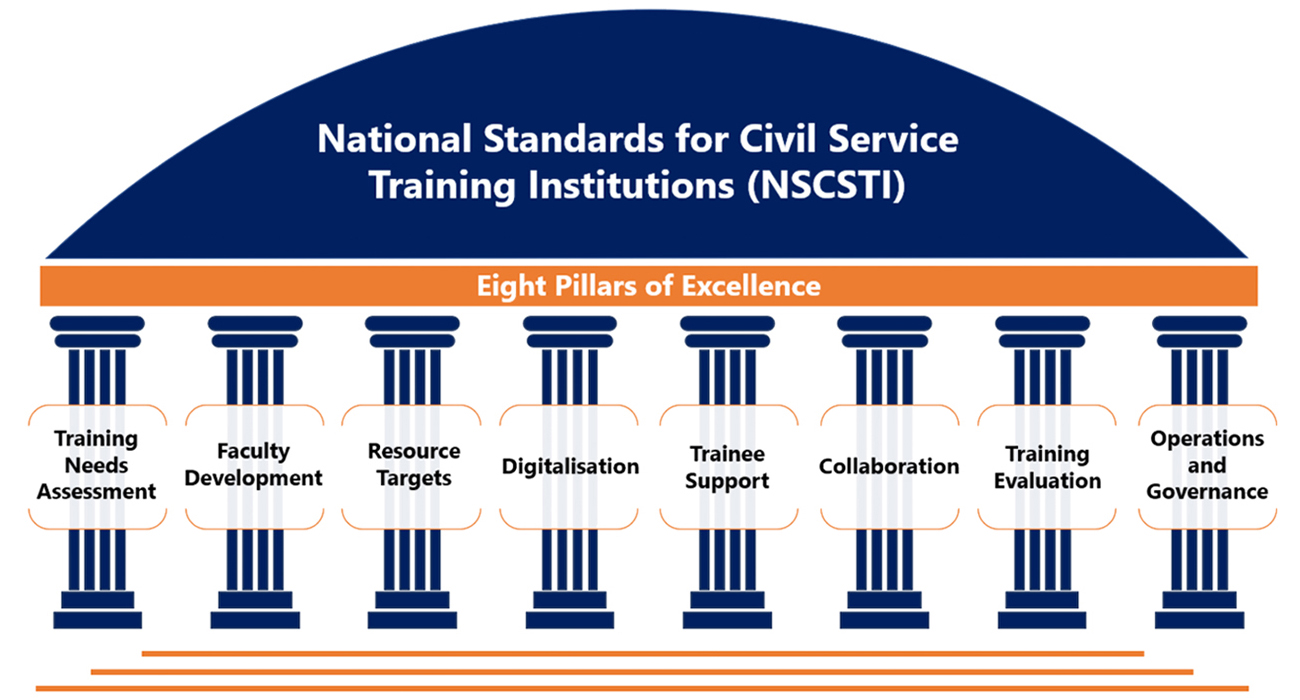 National Standards for Civil Service
Training Institutions (NSCSTI)
Eight Pillars of Excellence
Training
Needs
Assessment
Faculty
Development
Resource
Targets
Digitalisation
Trainee
Support
Collaboration
Training
Evaluation
Operations
and
Governance